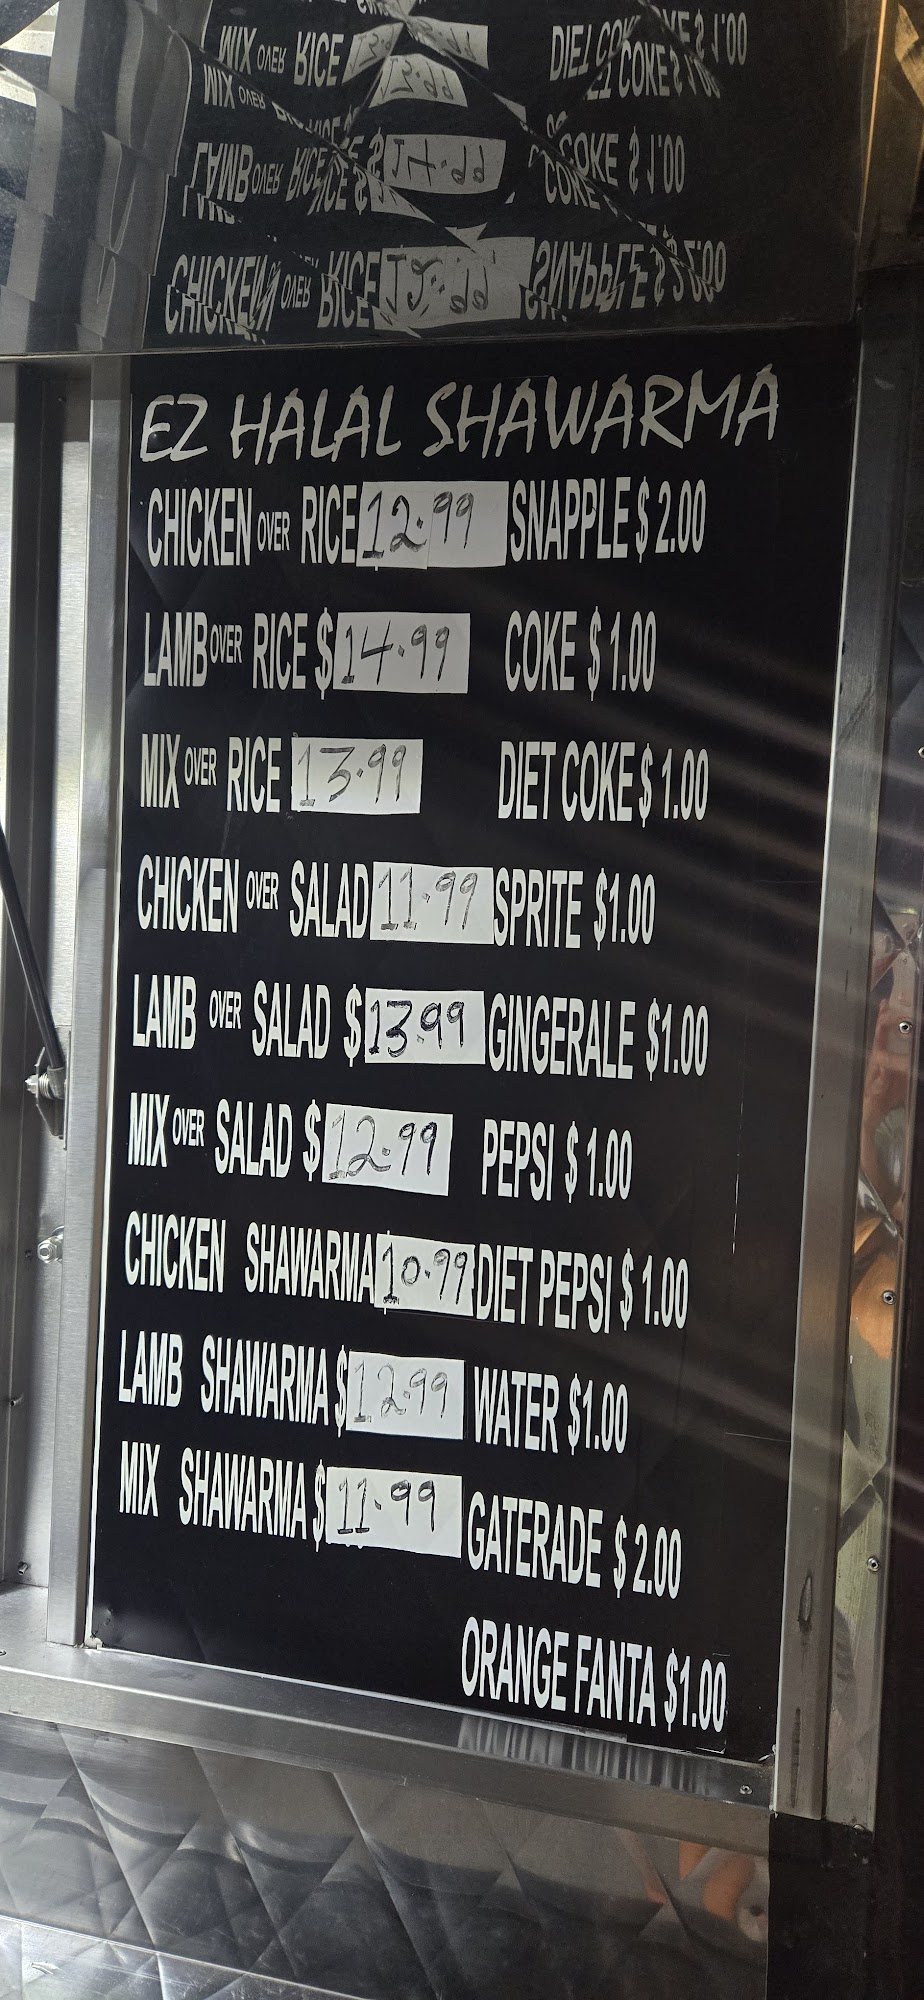 EZ HALAL SHAWARMA
CHICKEN OVER RICE 12.99 SNAPPLE $2.00
LAMB OVER RICE $14.99 COKE $1.00
MIX OVER RICE 13.99 DIET COKE $1.00
CHICKEN OVER SALAD 11.99 SPRITE $1.00
LAMB OVER SALAD $13.99 GINGERALE $1.00
MIX OVER SALAD $12.99 PEPSI $1.00
CHICKEN SHAWARMA 10.99 DIET PEPSI $1.00
LAMB SHAWARMA $12.99 WATER $1.00
MIX SHAWARMA $11.99 GATERADE $2.00
ORANGE FANTA $1.00